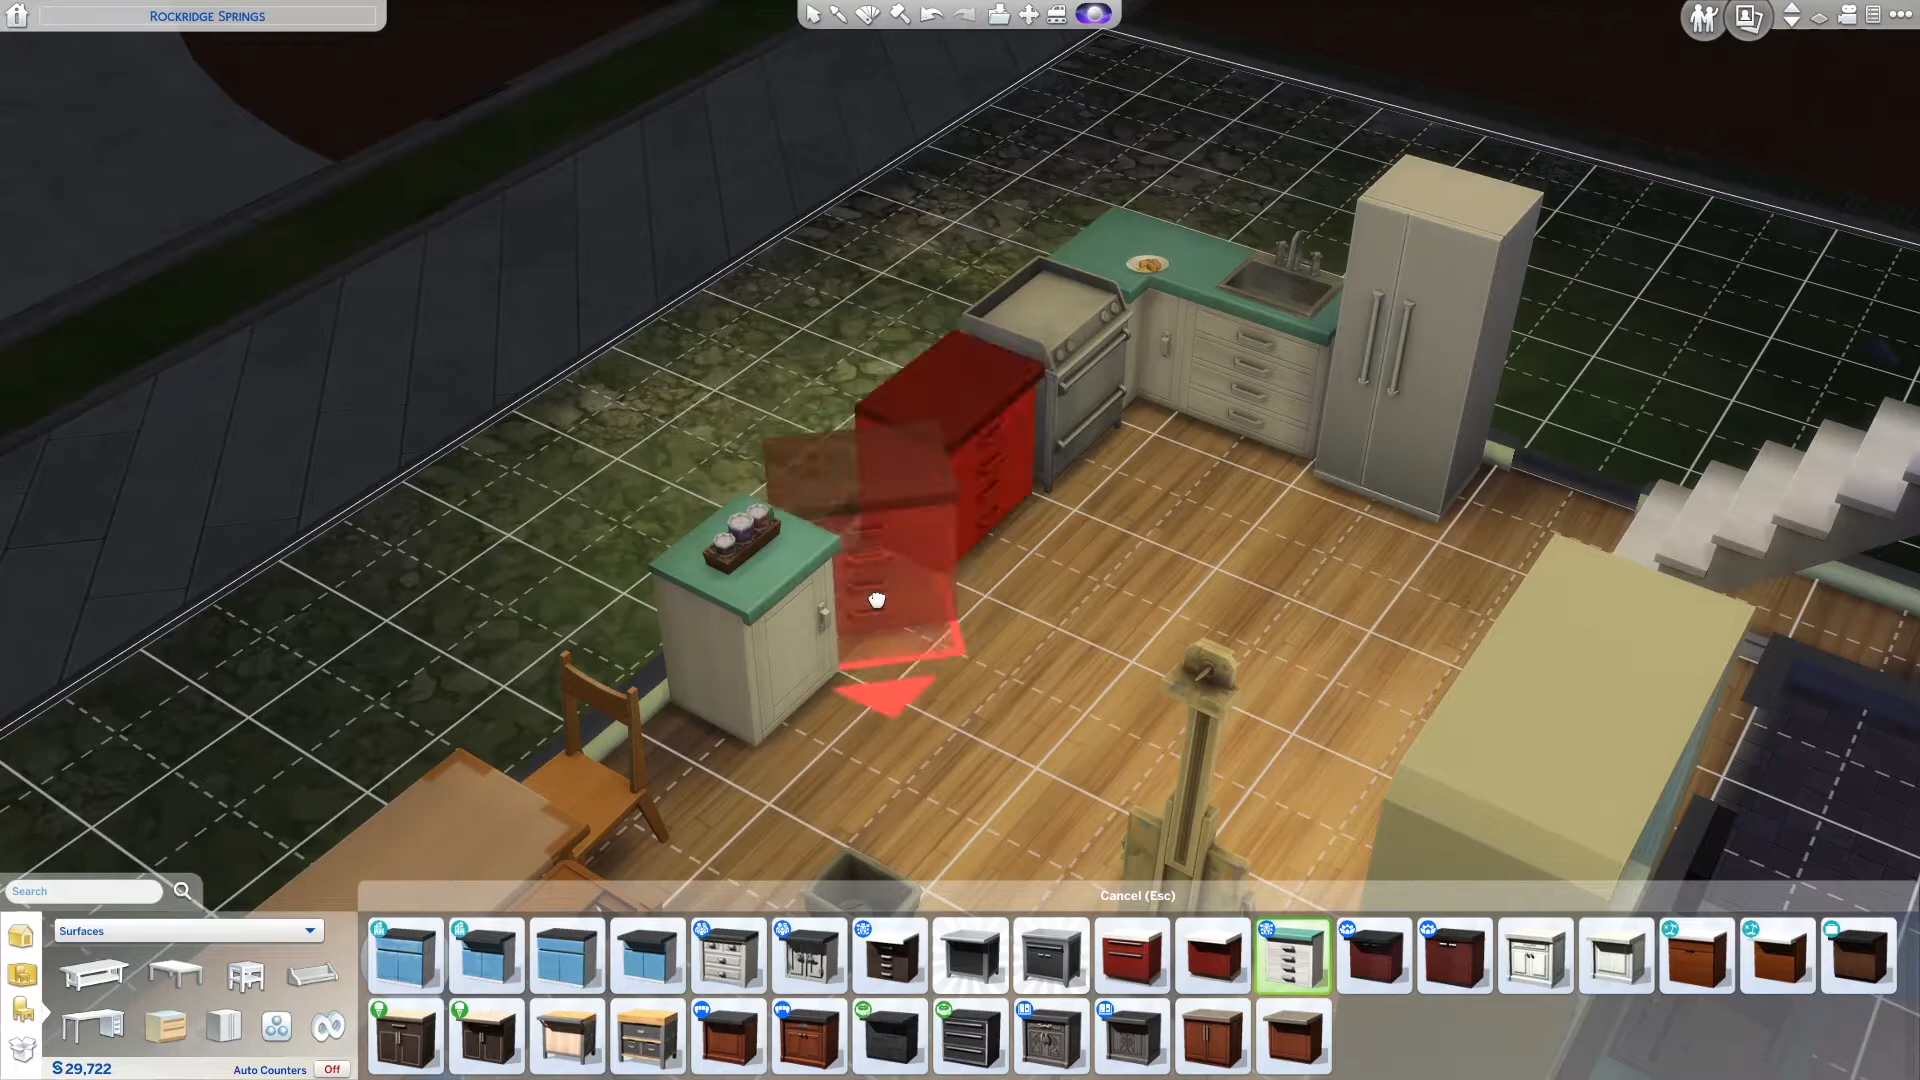 ROCKRIDGE SPRINGS
Cancel (Esc)
Search
Surfaces
§29,722
Auto Counters Off